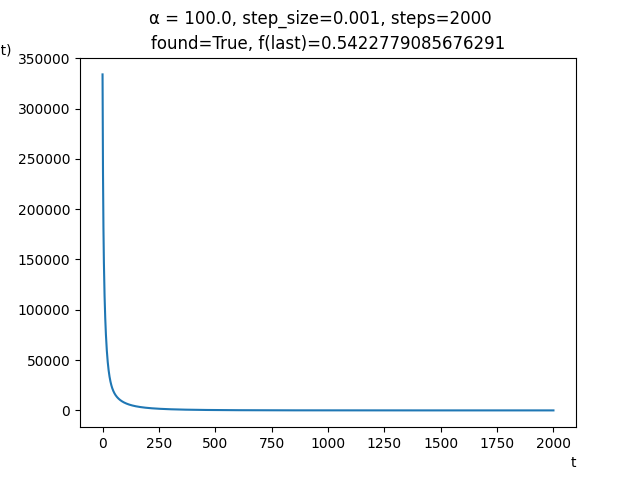 α = 100.0, step_size=0.001, steps=2000
found=True, f(last)=0.5422779085676291
t)
350000
300000
250000
200000
150000
100000
50000
0
0 250 500 750 1000 1250 1500 1750 2000
t